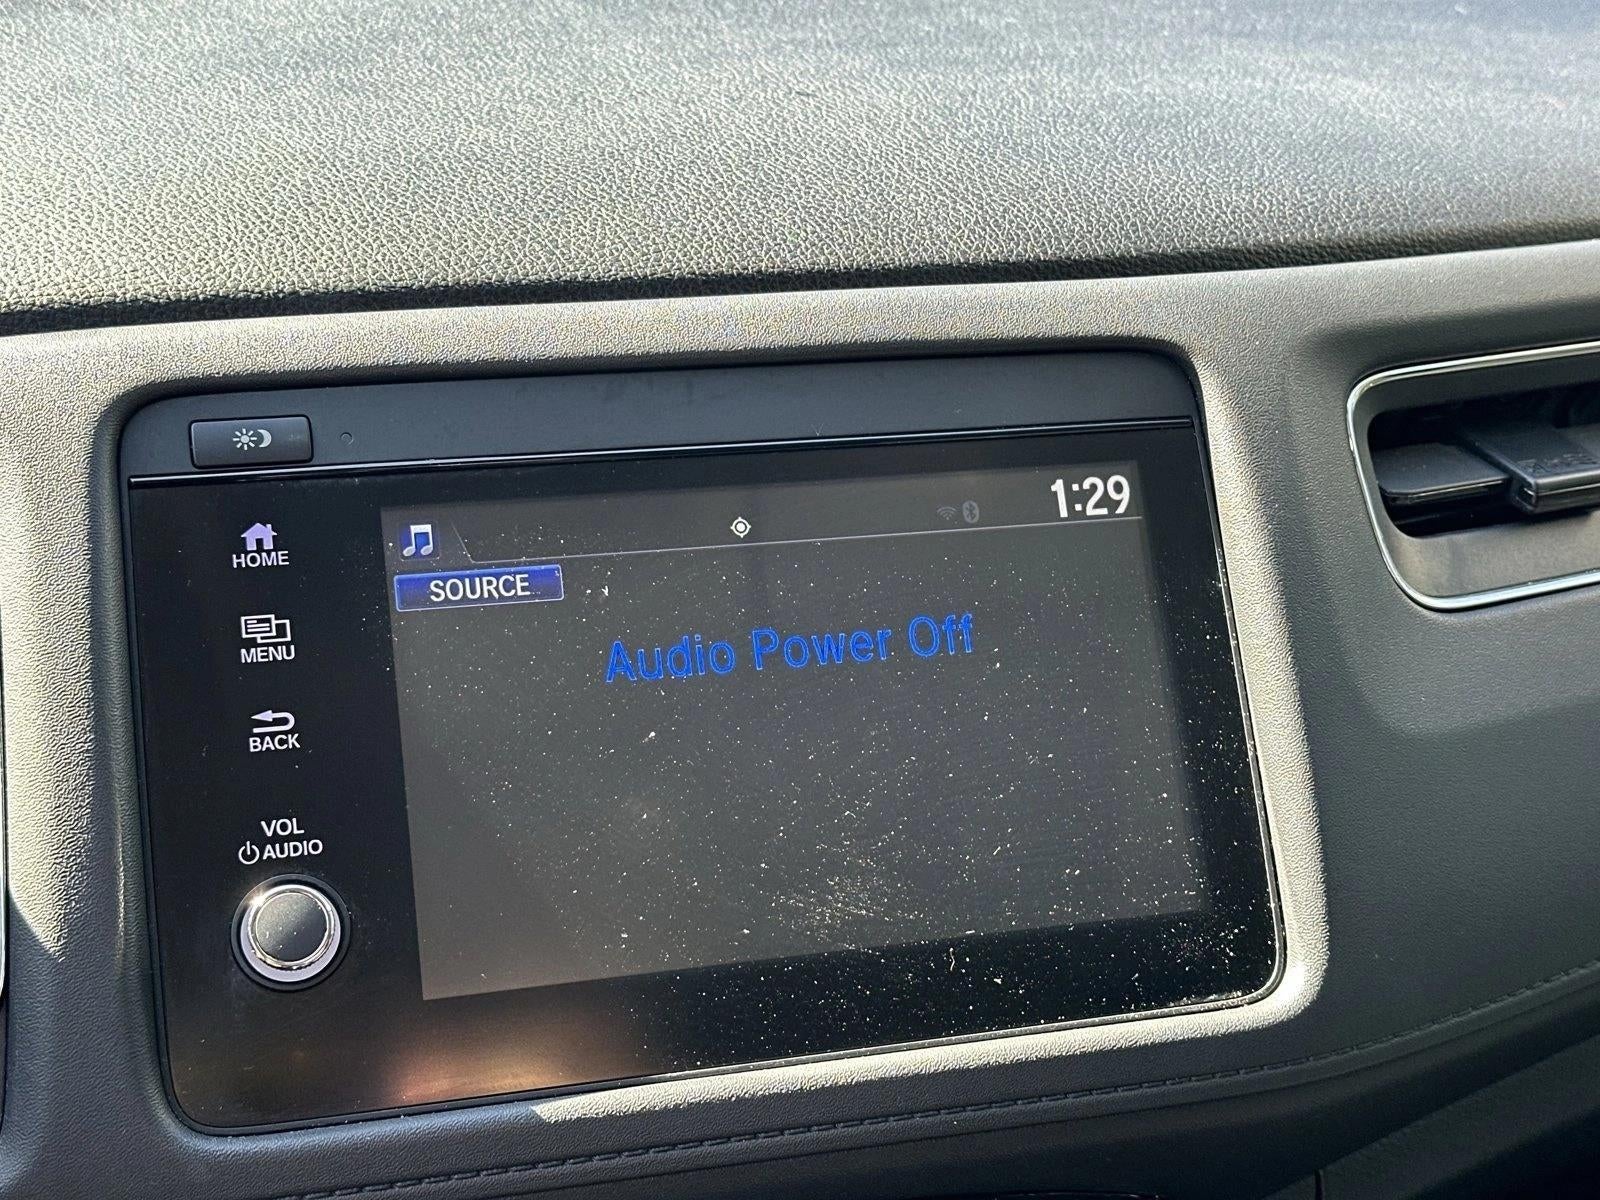 1:29
HOME
SOURCE
Audio Power Off
MENU
BACK
VOL
AUDIO